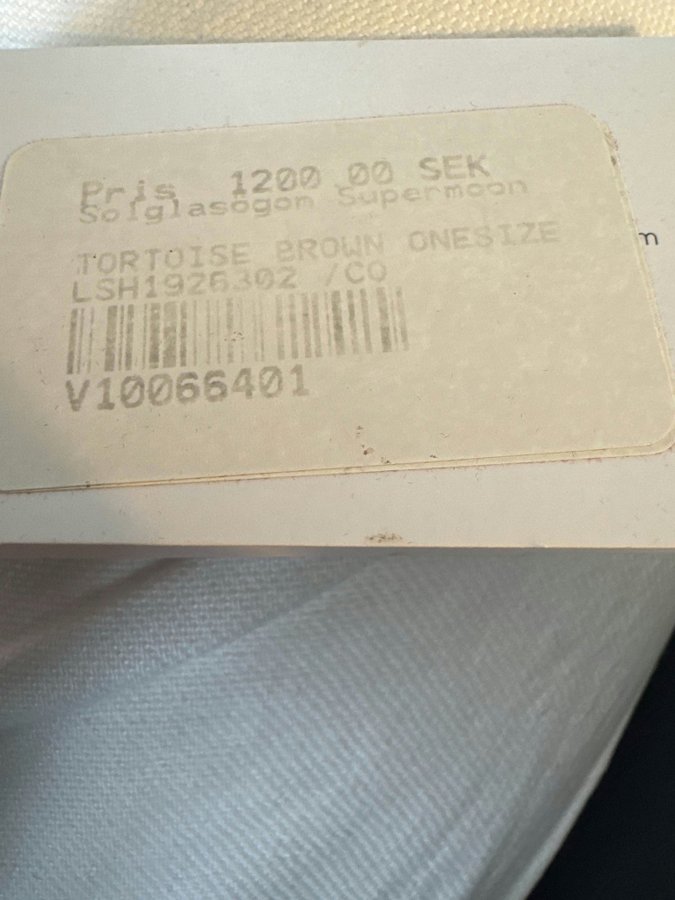 Pris 1200 00 SEK
Solglasögon Supermoon
TORTOISE BROWN ONESIZE
LSH1926302 /CO
V10066401
m